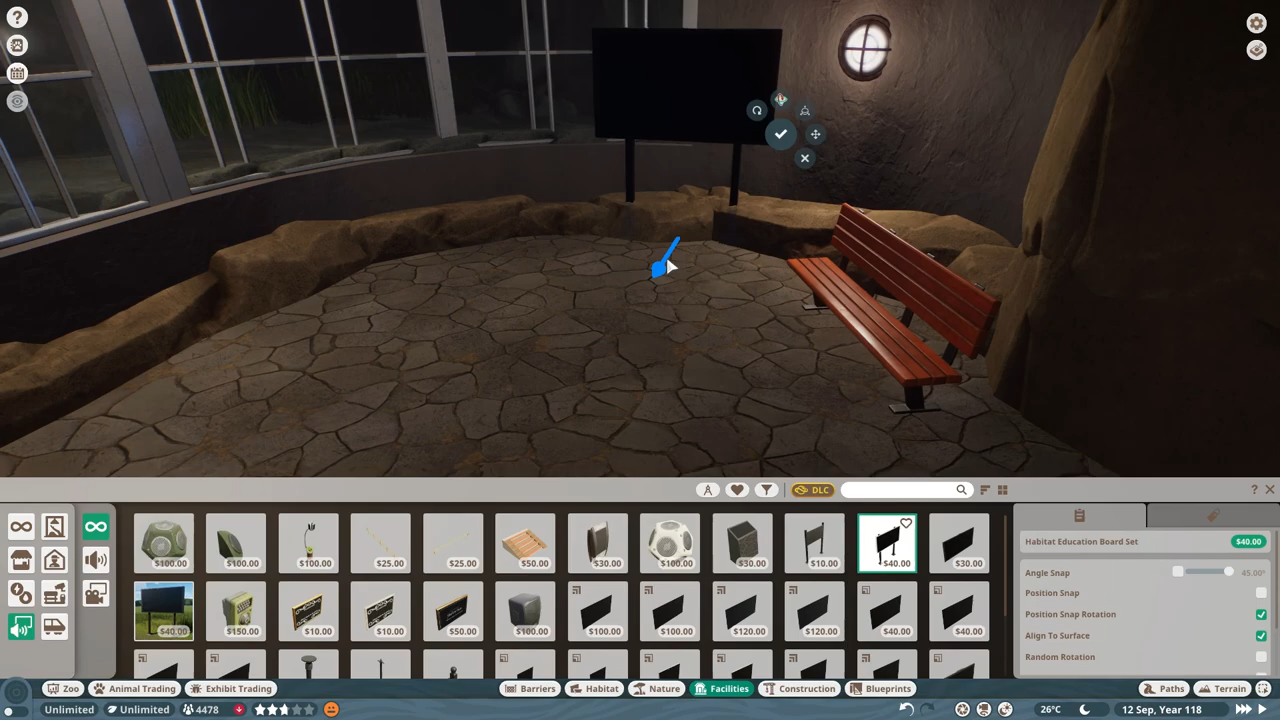 ?
DLC
?
$100.00 $100.00 $100.00 $25.00 $25.00 $50.00 $30.00 $100.00 $30.00 $10.00 $40.00 $30.00
$40.00 $150.00 $10.00 $10.00 $50.00 $100.00 $100.00 $100.00 $120.00 $120.00 $40.00 $40.00
Habitat Education Board Set $40.00
Angle Snap 45.00°
Position Snap
Position Snap Rotation
Align To Surface
Random Rotation
Zoo Animal Trading Exhibit Trading Barriers Habitat Nature Facilities Construction Blueprints Paths Terrain
Unlimited Unlimited 4478 26°C 12 Sep, Year 118